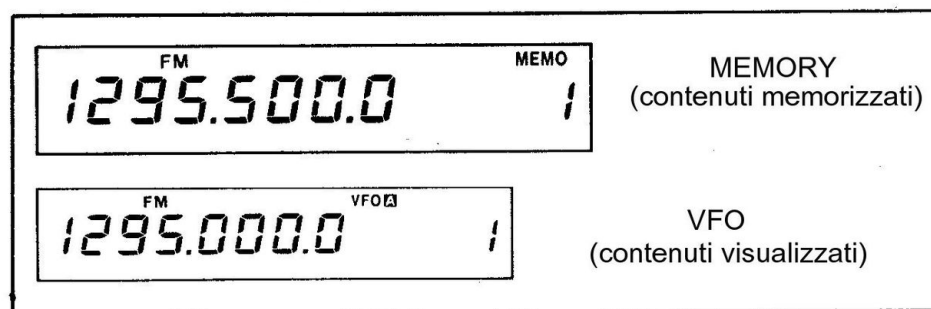 FM MEMO
1295.500.0 1
MEMORY
(contenuti memorizzati)
FM VFO A
1295.000.0 1
VFO
(contenuti visualizzati)